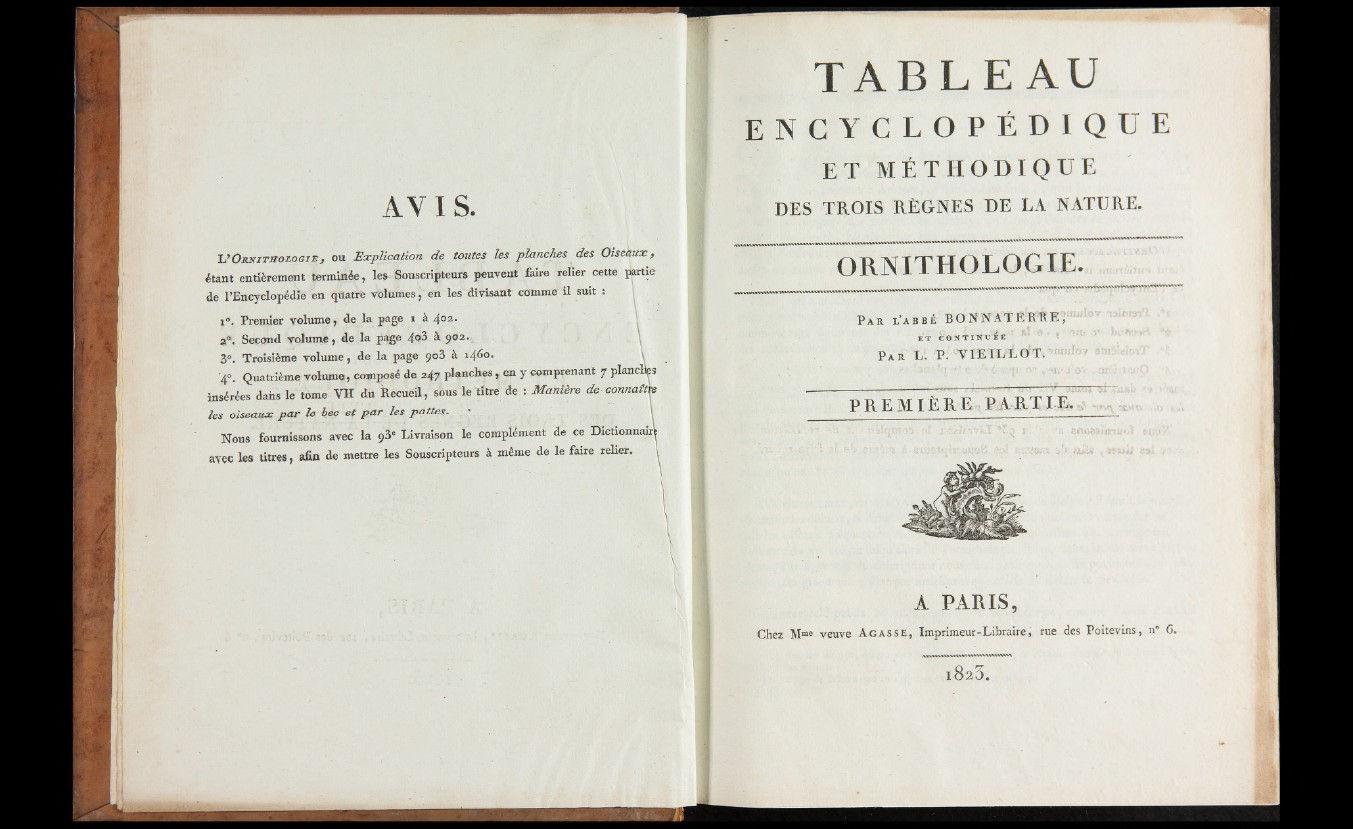 AVIS.
L'ORNITHOLOGIE, ou Explication de toutes les planches des Oiseaux,
étant entièrement terminée, les Souscripteurs peuvent faire relier cette partie
de l'Encyclopédie en quatre volumes, en les divisant comme il suit :
1°. Premier volume, de la page 1 à 402.
2°. Second volume, de la page 403 à 902.
3°. Troisième volume, de la page 903 à 1460.
4°. Quatrième volume, composé de 247 planches, en y comprenant 7 planches
insérées dans le tome VII du Recueil, sous le titre de : Manière de connaître
les oiseaux par le bec et par les pattes.
Nous fournissons avec la 93e Livraison le complément de ce Dictionnaire
avec les titres, afin de mettre les Souscripteurs à même de le faire relier.
TABLEAU
ENCYCLOPÉDIQUE
ET MÉTHODIQUE
DES TROIS RÈGNES DE LA NATURE.
ORNITHOLOGIE.
PAR L'ABBÉ BONNATERRE,
ET CONTINUÉE
PAR L. P. VIEILLOT.
PREMIÈRE PARTIE.
A PARIS,
Chez Mme veuve AGASSE, Imprimeur-Libraire, rue des Poitevins, n° 6.
1823.